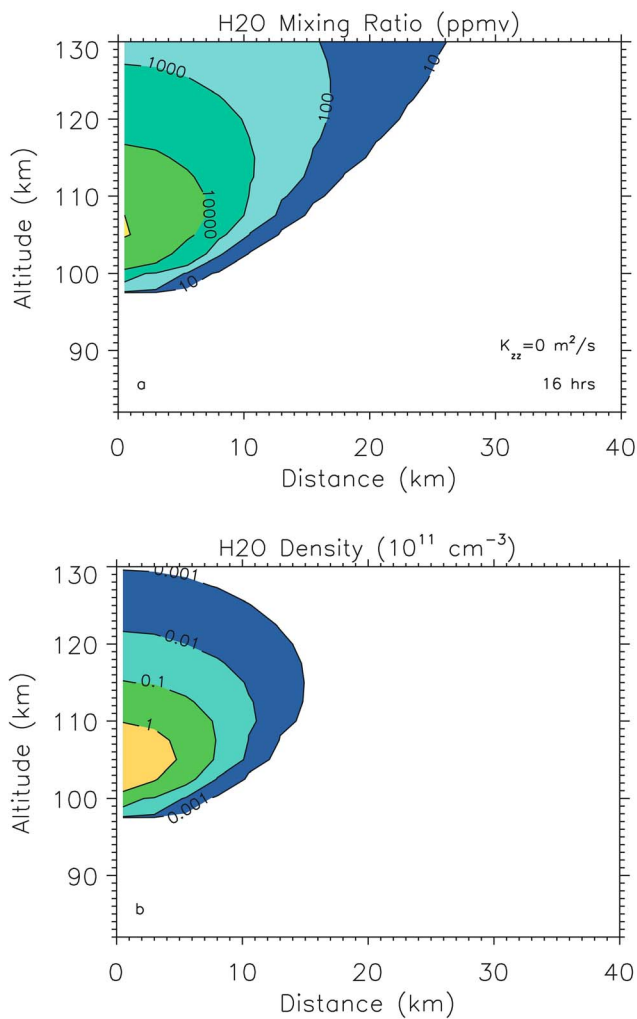 H2O Mixing Ratio (ppmv)
130
120
110
100
90
Altitude (km)
1000
100
10
10000
10
K_zz=0 m²/s
16 hrs
a
0 10 20 30 40
Distance (km)
H2O Density (10¹¹ cm⁻³)
130
120
110
100
90
Altitude (km)
0.001
0.01
0.1
1
0.001
b
0 10 20 30 40
Distance (km)